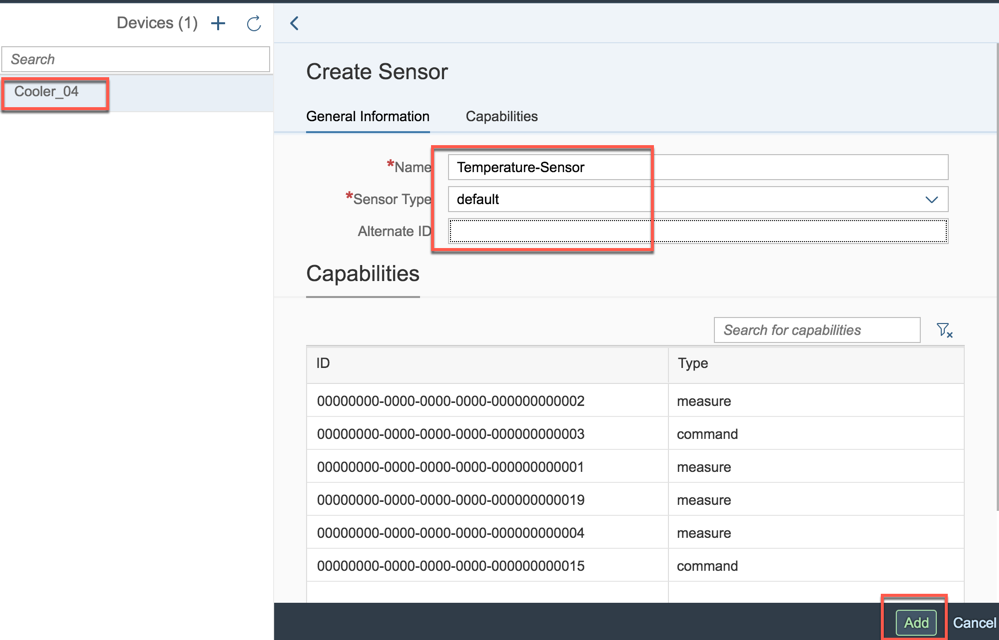 Devices (1)
Search
Cooler_04
Create Sensor
General Information Capabilities
*Name Temperature-Sensor
*Sensor Type default
Alternate ID
Capabilities
Search for capabilities
ID Type
00000000-0000-0000-0000-000000000002 measure
00000000-0000-0000-0000-000000000003 command
00000000-0000-0000-0000-000000000001 measure
00000000-0000-0000-0000-000000000019 measure
00000000-0000-0000-0000-000000000004 measure
00000000-0000-0000-0000-000000000015 command
Add Cancel